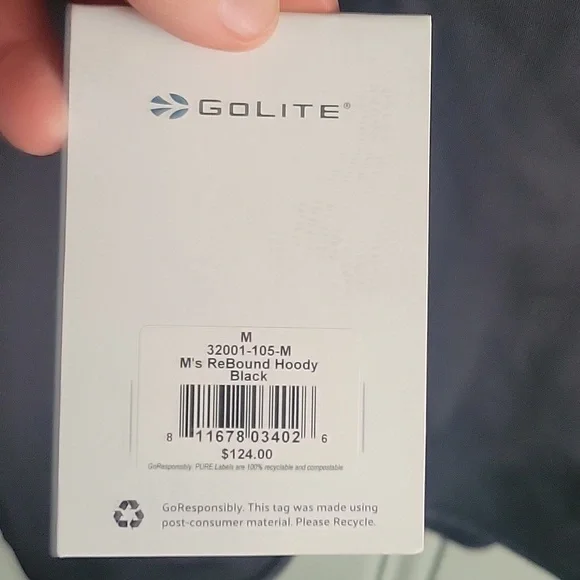 GOLITE®
M
32001-105-M
M's ReBound Hoody
Black
8 11678 03402 6
$124.00
GoResponsibly. PURE Labels are 100% recyclable and compostable
GoResponsibly. This tag was made using
post-consumer material. Please Recycle.